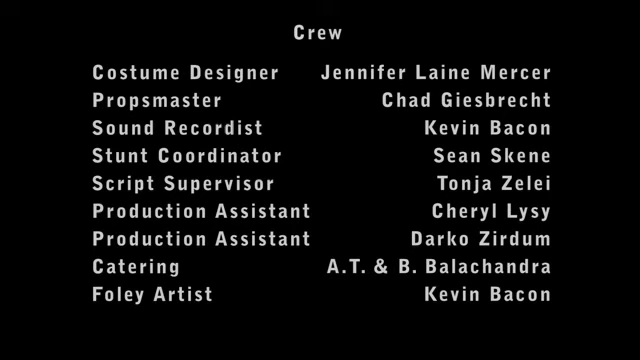 Crew
Costume Designer Jennifer Laine Mercer
Propsmaster Chad Giesbrecht
Sound Recordist Kevin Bacon
Stunt Coordinator Sean Skene
Script Supervisor Tonja Zelei
Production Assistant Cheryl Lysy
Production Assistant Darko Zirdum
Catering A.T. & B. Balachandra
Foley Artist Kevin Bacon